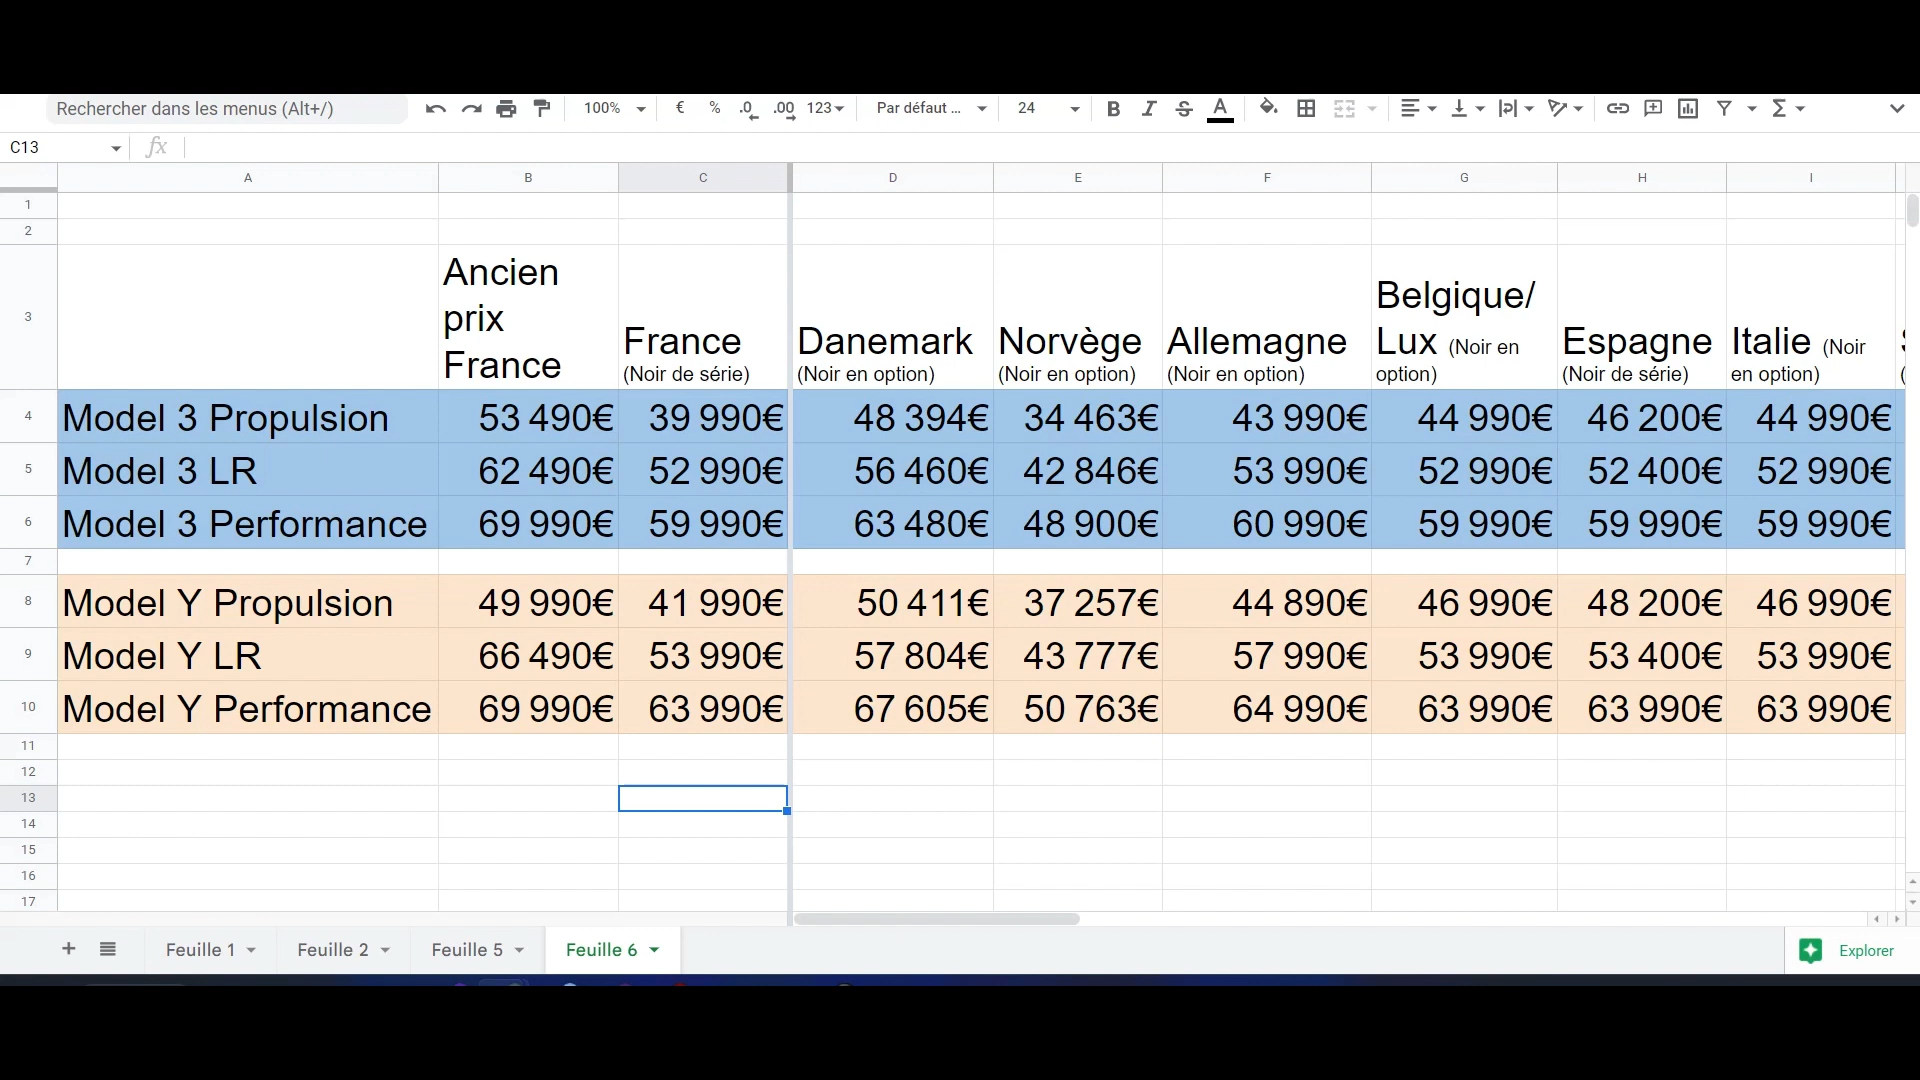 Rechercher dans les menus (Alt+/) 100% € % .0 .00 123 Par défaut ... 24 B I S A
C13 fx
A B C D E F G H I
1
2
3 Ancien prix France France (Noir de série) Danemark (Noir en option) Norvège (Noir en option) Allemagne (Noir en option) Belgique/ Lux (Noir en option) Espagne (Noir de série) Italie (Noir en option)
4 Model 3 Propulsion 53 490€ 39 990€ 48 394€ 34 463€ 43 990€ 44 990€ 46 200€ 44 990€
5 Model 3 LR 62 490€ 52 990€ 56 460€ 42 846€ 53 990€ 52 990€ 52 400€ 52 990€
6 Model 3 Performance 69 990€ 59 990€ 63 480€ 48 900€ 60 990€ 59 990€ 59 990€ 59 990€
7
8 Model Y Propulsion 49 990€ 41 990€ 50 411€ 37 257€ 44 890€ 46 990€ 48 200€ 46 990€
9 Model Y LR 66 490€ 53 990€ 57 804€ 43 777€ 57 990€ 53 990€ 53 400€ 53 990€
10 Model Y Performance 69 990€ 63 990€ 67 605€ 50 763€ 64 990€ 63 990€ 63 990€ 63 990€
11
12
13
14
15
16
17
+ Feuille 1 Feuille 2 Feuille 5 Feuille 6 Explorer